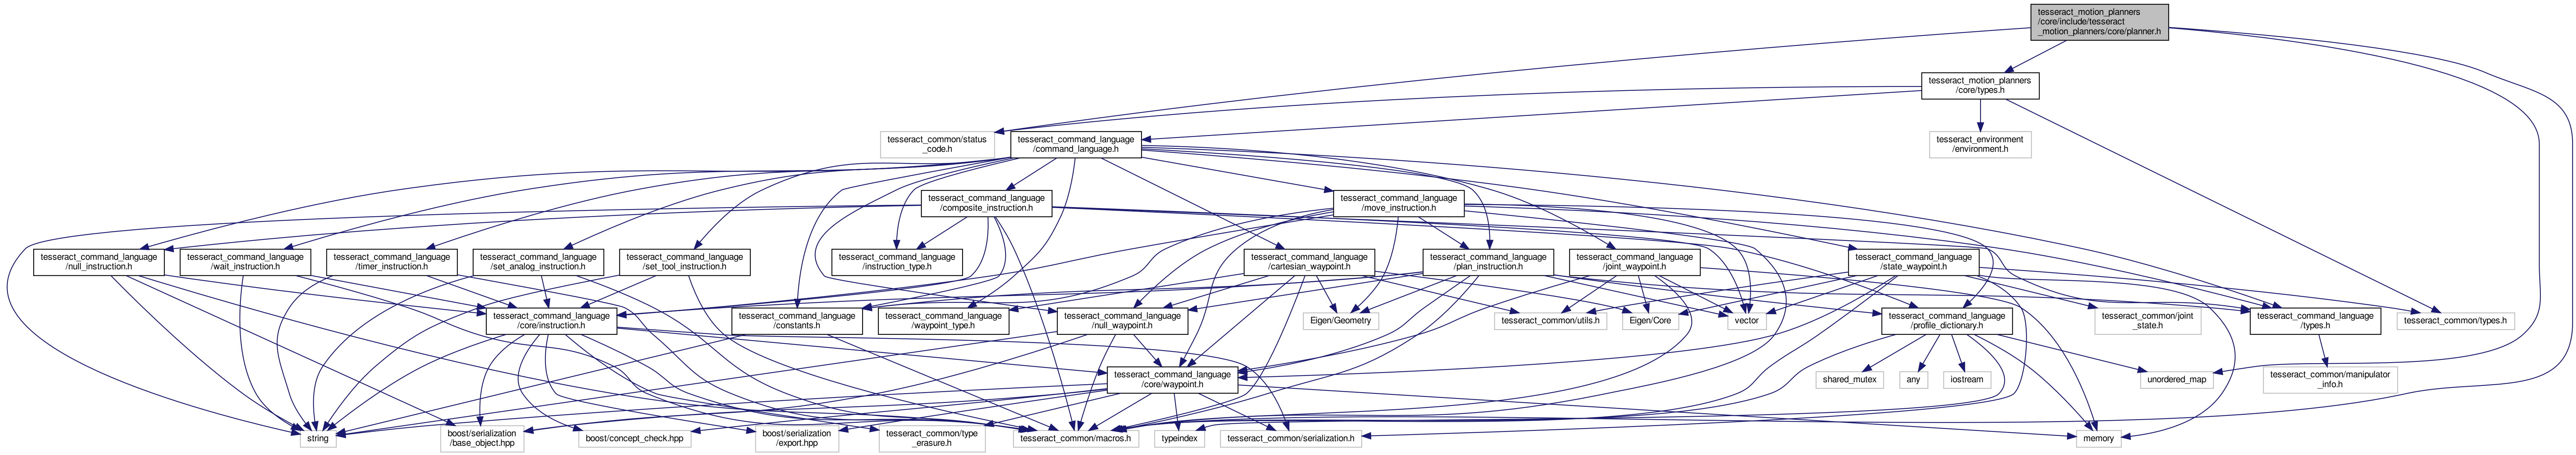 tesseract_motion_planners
/core/include/tesseract
_motion_planners/core/planner.h
tesseract_motion_planners
/core/types.h
tesseract_common/status
_code.h
tesseract_command_language
/command_language.h
tesseract_environment
/environment.h
tesseract_command_language
/composite_instruction.h
tesseract_command_language
/move_instruction.h
tesseract_command_language
/null_instruction.h
tesseract_command_language
/wait_instruction.h
tesseract_command_language
/timer_instruction.h
tesseract_command_language
/set_analog_instruction.h
tesseract_command_language
/set_tool_instruction.h
tesseract_command_language
/instruction_type.h
tesseract_command_language
/cartesian_waypoint.h
tesseract_command_language
/plan_instruction.h
tesseract_command_language
/joint_waypoint.h
tesseract_command_language
/state_waypoint.h
tesseract_command_language
/core/instruction.h
tesseract_command_language
/constants.h
tesseract_command_language
/waypoint_type.h
tesseract_command_language
/null_waypoint.h
Eigen/Geometry
tesseract_common/utils.h
Eigen/Core
vector
tesseract_command_language
/profile_dictionary.h
tesseract_common/joint
_state.h
tesseract_command_language
/types.h
tesseract_common/types.h
tesseract_command_language
/core/waypoint.h
shared_mutex
any
iostream
unordered_map
tesseract_common/manipulator
_info.h
string
boost/serialization
/base_object.hpp
boost/concept_check.hpp
boost/serialization
/export.hpp
tesseract_common/type
_erasure.h
tesseract_common/macros.h
typeindex
tesseract_common/serialization.h
memory